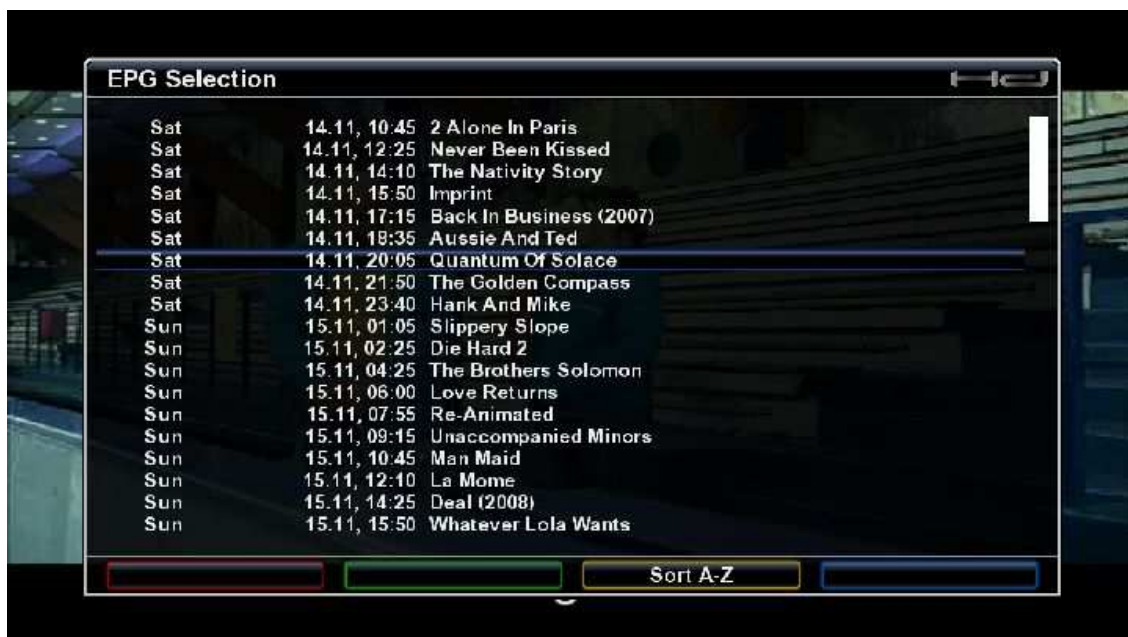 EPG Selection
HD
Sat 14.11, 10:45 2 Alone In Paris
Sat 14.11, 12:25 Never Been Kissed
Sat 14.11, 14:10 The Nativity Story
Sat 14.11, 15:50 Imprint
Sat 14.11, 17:15 Back In Business (2007)
Sat 14.11, 18:35 Aussie And Ted
Sat 14.11, 20:05 Quantum Of Solace
Sat 14.11, 21:50 The Golden Compass
Sat 14.11, 23:40 Hank And Mike
Sun 15.11, 01:05 Slippery Slope
Sun 15.11, 02:25 Die Hard 2
Sun 15.11, 04:25 The Brothers Solomon
Sun 15.11, 06:00 Love Returns
Sun 15.11, 07:55 Re-Animated
Sun 15.11, 09:15 Unaccompanied Minors
Sun 15.11, 10:45 Man Maid
Sun 15.11, 12:10 La Mome
Sun 15.11, 14:25 Deal (2008)
Sun 15.11, 15:50 Whatever Lola Wants
Sort A-Z